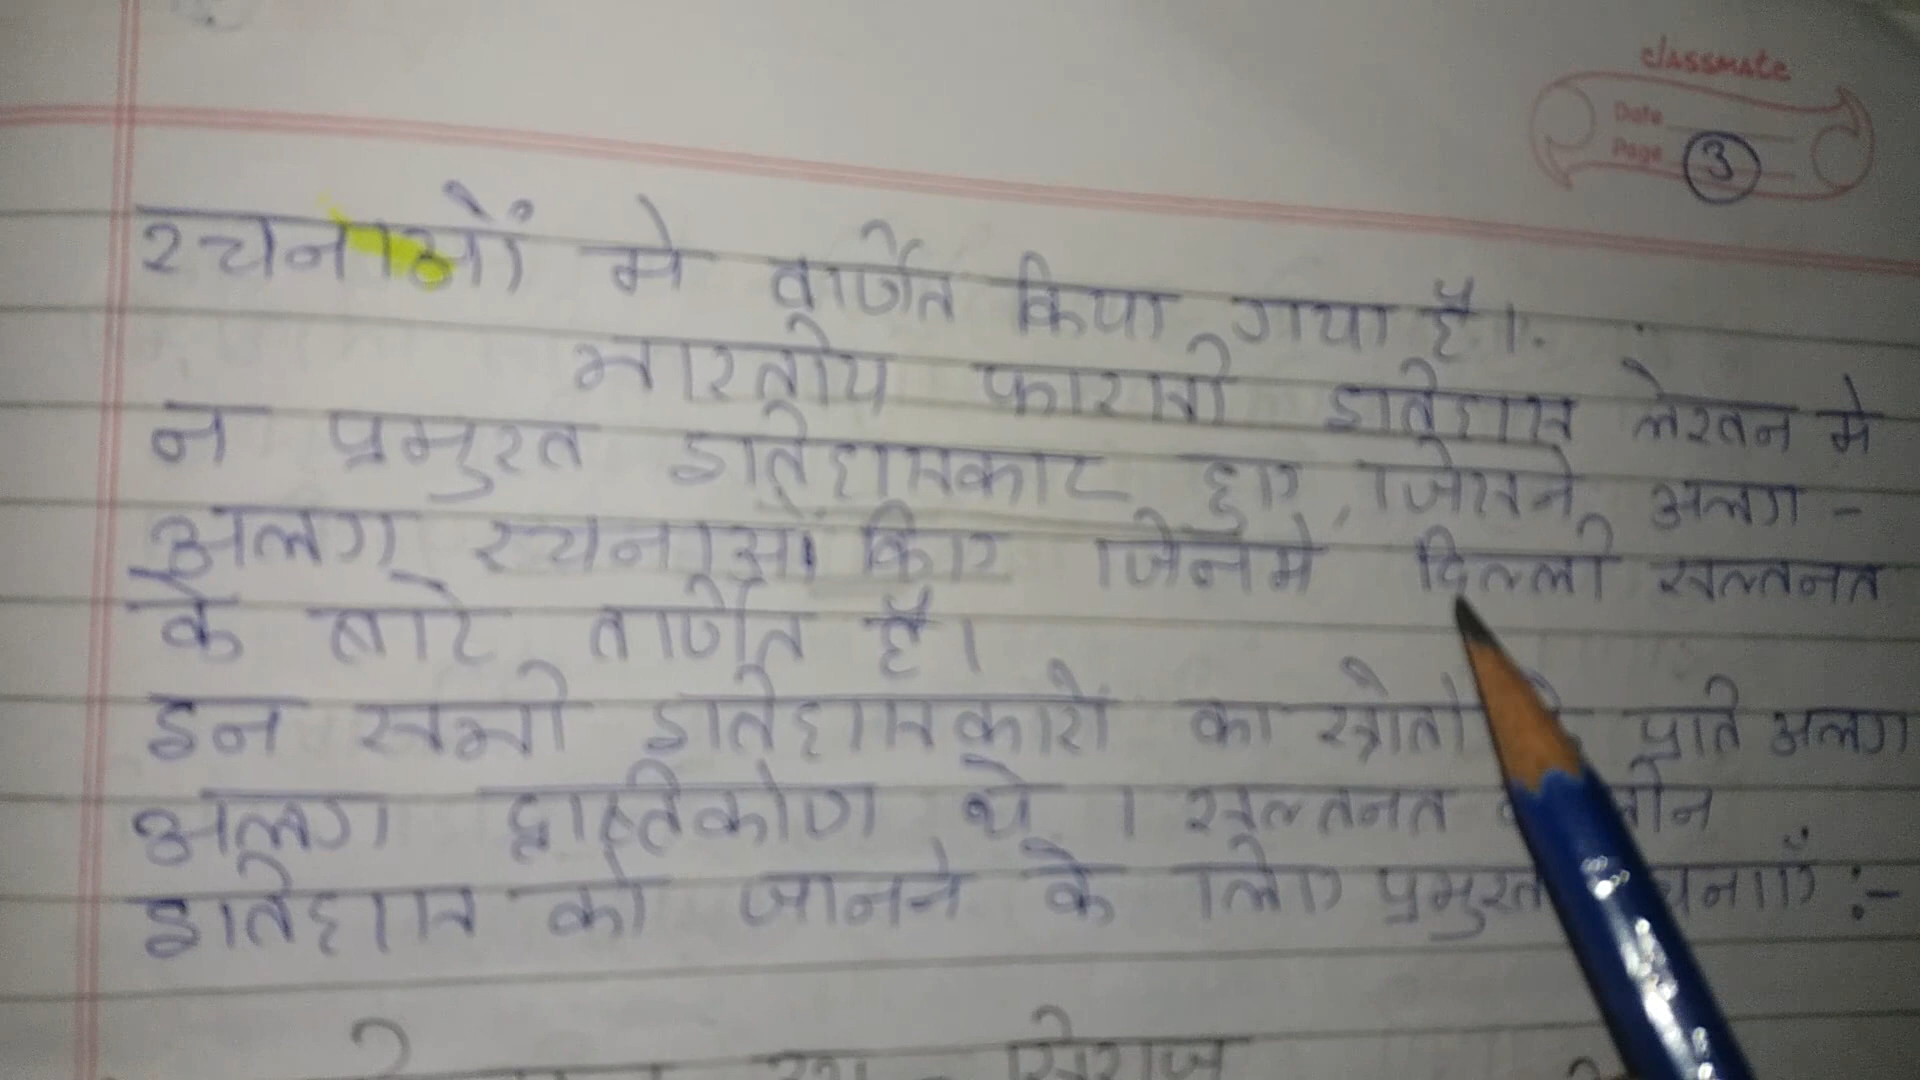 classmate
Date
Page 3
रचनाओं मे वर्णित किया गया है।
भारतीय फारसी इतिहास लेखन मे
न प्रमुख इतिहासकार हुए, जिसने अलग -
अलग रचनाओं किए जिनमे दिल्ली सल्तनत
के बारे वर्णित है।
इन सभी इतिहासकारो का स्त्रोतो प्रति अलग
अलग दृष्टिकोण थे । सल्तनत
इतिहास को जानने के लिए प्रमुख :-
सिराज